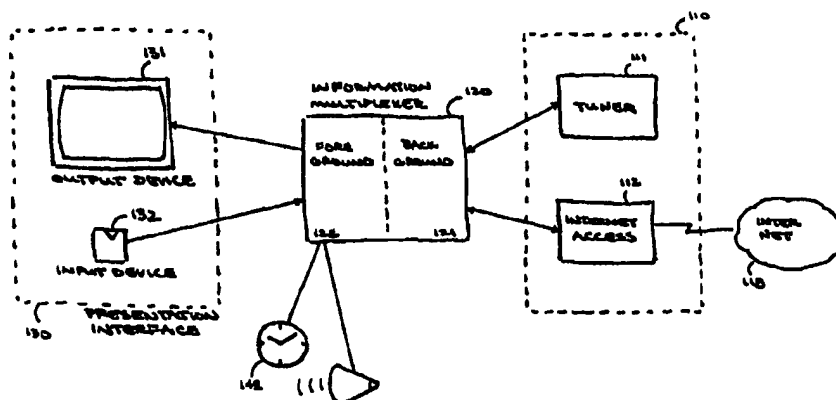 110
131
111
INFORMATION
MULTIPLEXER
120
TUNER
FORE
GROUND
BACK
GROUND
OUTPUT DEVICE
112
132
INTERNET
ACCESS
INTER
NET
121
INPUT DEVICE
PRESENTATION
INTERFACE
130